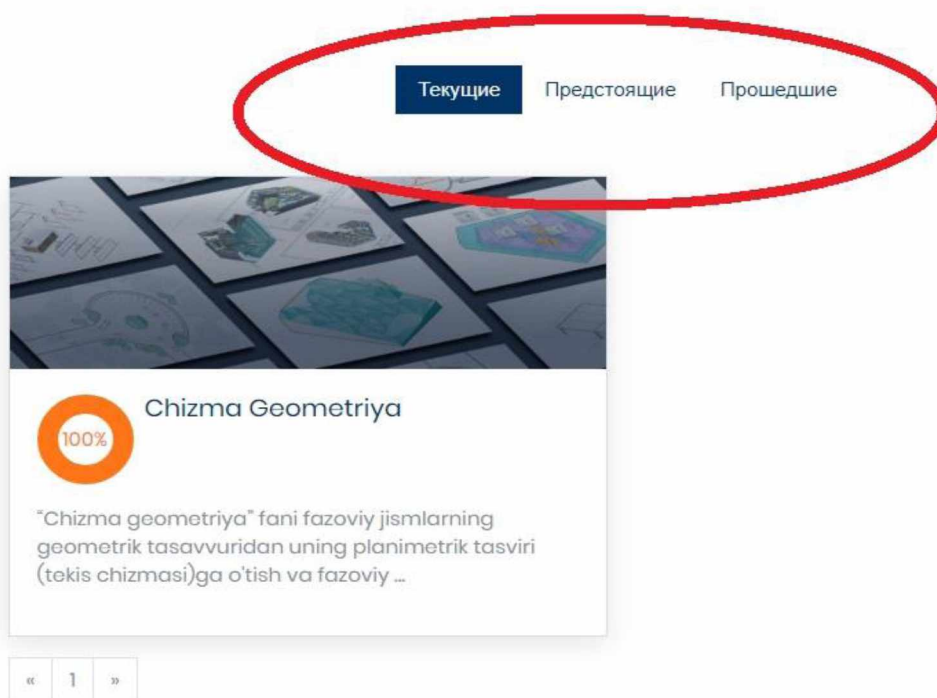 Текущие Предстоящие Прошедшие
Chizma Geometriya
100%
“Chizma geometriya” fani fazoviy jismlarning
geometrik tasavvuridan uning planimetrik tasviri
(tekis chizmasi)ga o'tish va fazoviy ...
« 1 »